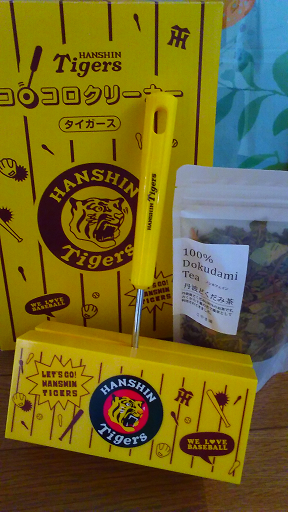 HANSHIN
Tigers
コロコロクリーナー
タイガース
HANSHIN
Tigers
WE LOVE
BASEBALL
HANSHIN Tigers
100%
Dokudami
Tea
丹波どくだみ茶
LET'S GO!
HANSHIN
TIGERS
HANSHIN
Tigers
WE LOVE
BASEBALL